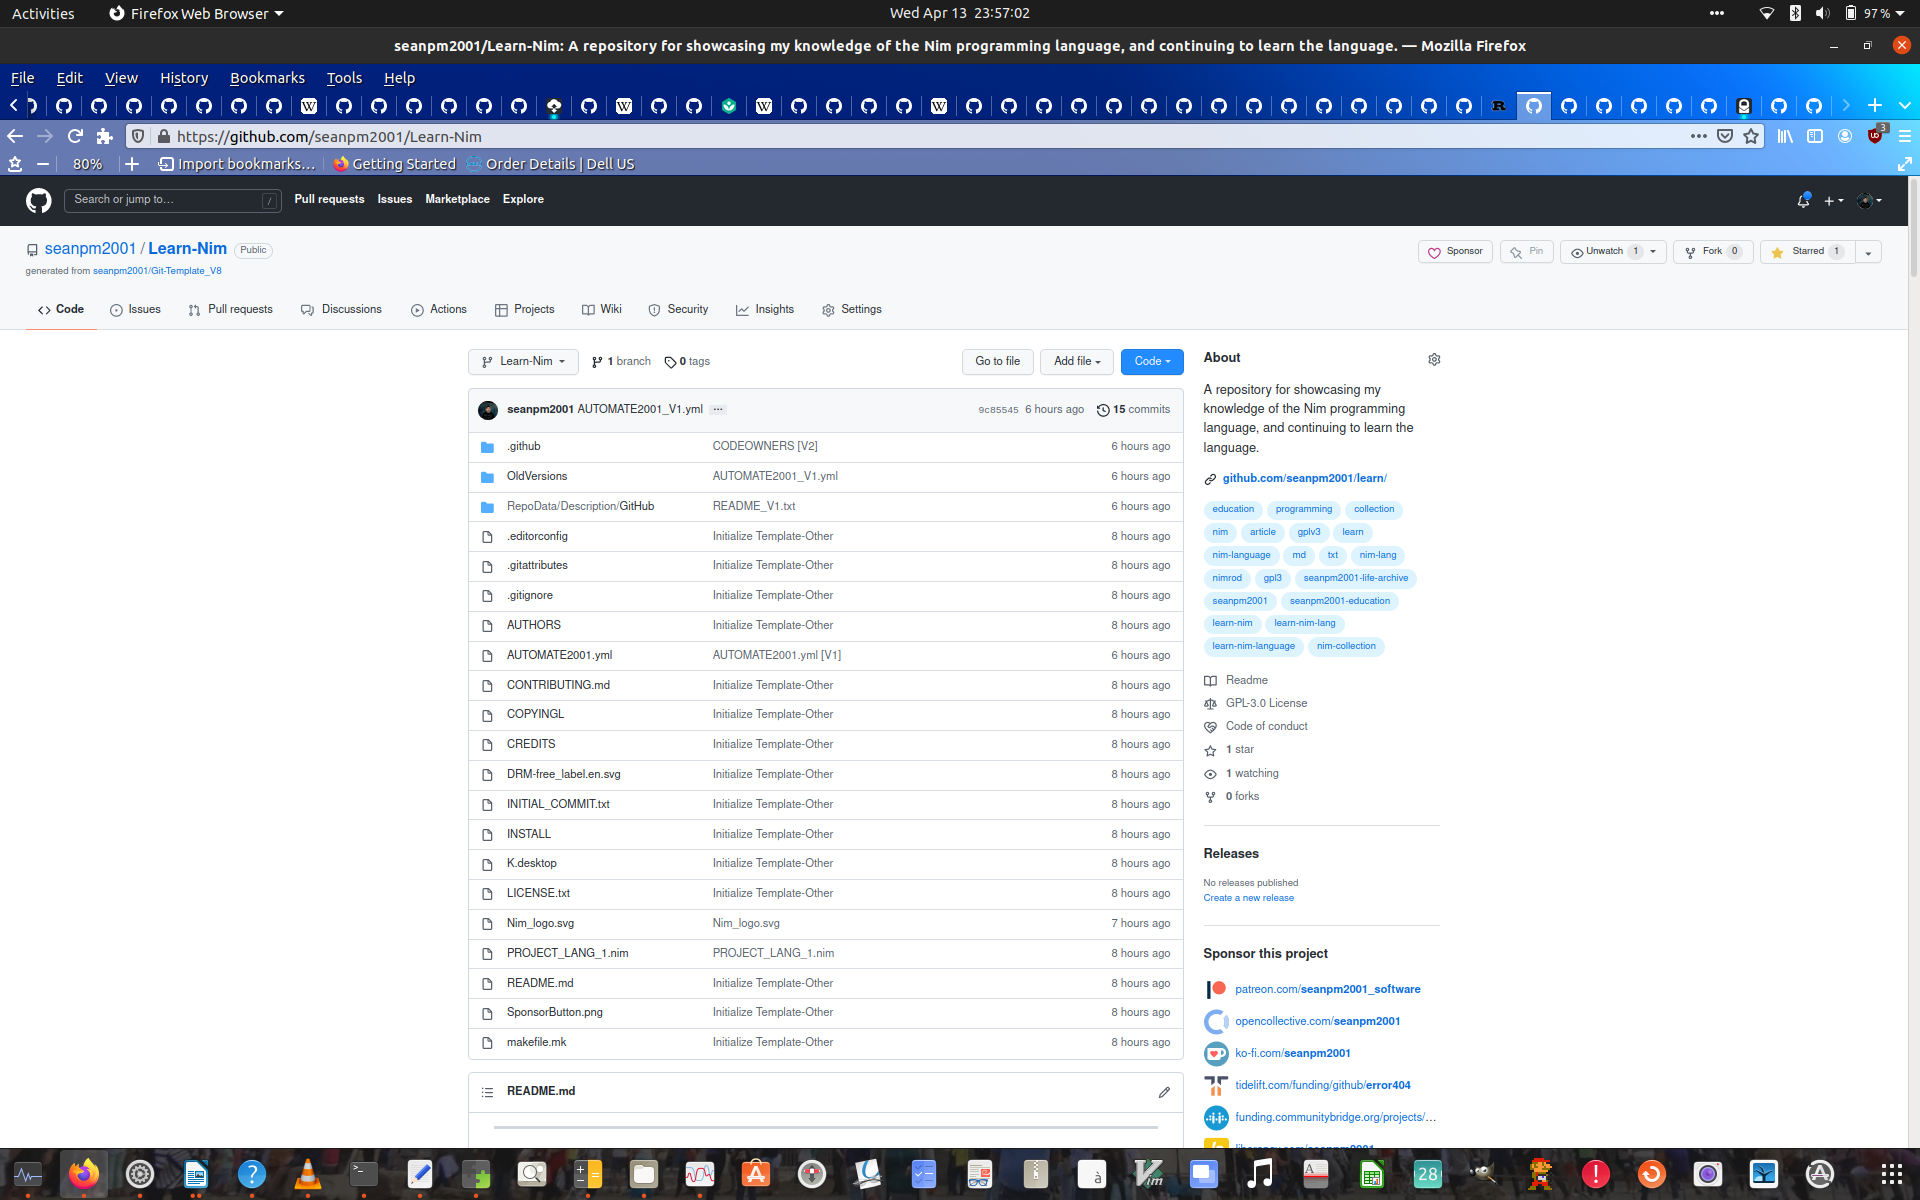 Activities
Firefox Web Browser
Wed Apr 13 23:57:02
97 %
seanpm2001/Learn-Nim: A repository for showcasing my knowledge of the Nim programming language, and continuing to learn the language. — Mozilla Firefox
File Edit View History Bookmarks Tools Help
https://github.com/seanpm2001/Learn-Nim
3
80%
Import bookmarks...
Getting Started
Order Details | Dell US
Search or jump to...
/
Pull requests Issues Marketplace Explore
seanpm2001 / Learn-Nim Public
generated from seanpm2001/Git-Template_V8
Sponsor
Pin
Unwatch 1
Fork 0
Starred 1
Code
Issues
Pull requests
Discussions
Actions
Projects
Wiki
Security
Insights
Settings
Learn-Nim
1 branch
0 tags
Go to file
Add file
Code
seanpm2001 AUTOMATE2001_V1.yml ... 9c85545 6 hours ago 15 commits
.github CODEOWNERS [V2] 6 hours ago
OldVersions AUTOMATE2001_V1.yml 6 hours ago
RepoData/Description/GitHub README_V1.txt 6 hours ago
.editorconfig Initialize Template-Other 8 hours ago
.gitattributes Initialize Template-Other 8 hours ago
.gitignore Initialize Template-Other 8 hours ago
AUTHORS Initialize Template-Other 8 hours ago
AUTOMATE2001.yml AUTOMATE2001.yml [V1] 6 hours ago
CONTRIBUTING.md Initialize Template-Other 8 hours ago
COPYINGL Initialize Template-Other 8 hours ago
CREDITS Initialize Template-Other 8 hours ago
DRM-free_label.en.svg Initialize Template-Other 8 hours ago
INITIAL_COMMIT.txt Initialize Template-Other 8 hours ago
INSTALL Initialize Template-Other 8 hours ago
K.desktop Initialize Template-Other 8 hours ago
LICENSE.txt Initialize Template-Other 8 hours ago
Nim_logo.svg Nim_logo.svg 7 hours ago
PROJECT_LANG_1.nim PROJECT_LANG_1.nim 8 hours ago
README.md Initialize Template-Other 8 hours ago
SponsorButton.png Initialize Template-Other 8 hours ago
makefile.mk Initialize Template-Other 8 hours ago
README.md
About
A repository for showcasing my
knowledge of the Nim programming
language, and continuing to learn the
language.
github.com/seanpm2001/learn/
education programming collection
nim article gplv3 learn
nim-language md txt nim-lang
nimrod gpl3 seanpm2001-life-archive
seanpm2001 seanpm2001-education
learn-nim learn-nim-lang
learn-nim-language nim-collection
Readme
GPL-3.0 License
Code of conduct
1 star
1 watching
0 forks
Releases
No releases published
Create a new release
Sponsor this project
patreon.com/seanpm2001_software
opencollective.com/seanpm2001
ko-fi.com/seanpm2001
tidelift.com/funding/github/error404
funding.communitybridge.org/projects/...
28